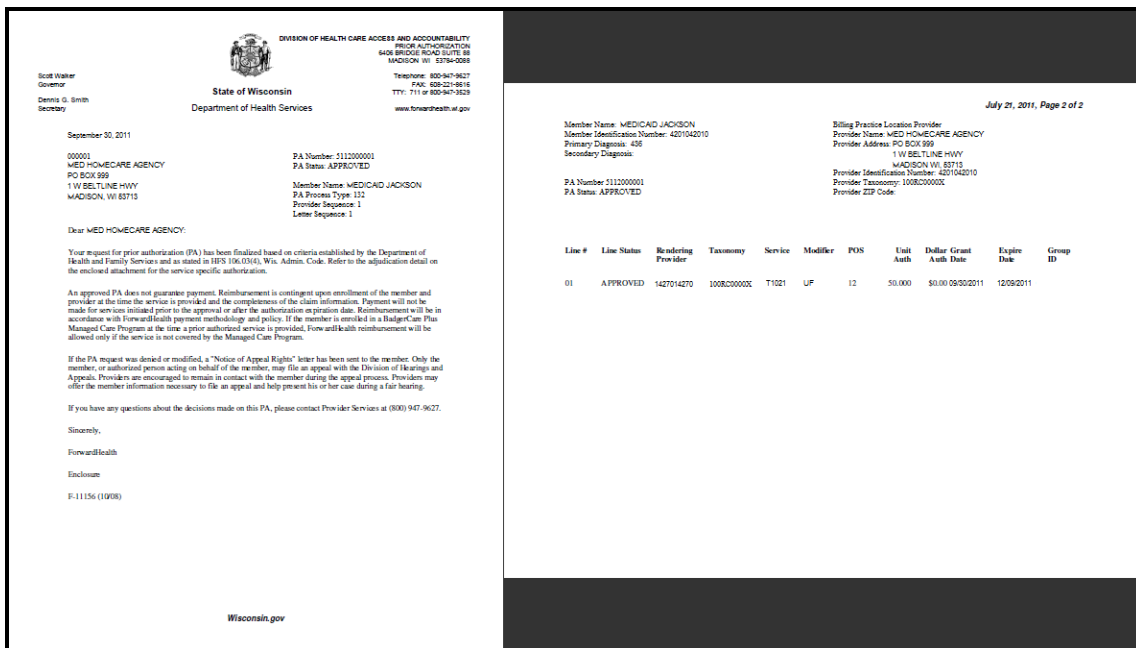 DIVISION OF HEALTH CARE ACCESS AND ACCOUNTABILITY
PRIOR AUTHORIZATION
6406 BRIDGE ROAD SUITE 88
MADISON WI 53784-0088
Scott Walker
Governor
Dennis G. Smith
Secretary
State of Wisconsin
Department of Health Services
Telephone: 800-947-9627
FAX: 608-221-8616
TTY: 711 or 800-947-3529
www.forwardhealth.wi.gov
September 30, 2011
000001
MED HOMECARE AGENCY
PO BOX 999
1 W BELTLINE HWY
MADISON, WI 53713
PA Number: 5112000001
PA Status: APPROVED
Member Name: MEDICAID JACKSON
PA Process Type: 132
Provider Sequence: 1
Letter Sequence: 1
Dear MED HOMECARE AGENCY:
Your request for prior authorization (PA) has been finalized based on criteria established by the Department of
Health and Family Services and as stated in HFS 106.03(4), Wis. Admin. Code. Refer to the adjudication detail on
the enclosed attachment for the service specific authorization.
An approved PA does not guarantee payment. Reimbursement is contingent upon enrollment of the member and
provider at the time the service is provided and the completeness of the claim information. Payment will not be
made for services initiated prior to the approval or after the authorization expiration date. Reimbursement will be in
accordance with ForwardHealth payment methodology and policy. If the member is enrolled in a BadgerCare Plus
Managed Care Program at the time a prior authorized service is provided, ForwardHealth reimbursement will be
allowed only if the service is not covered by the Managed Care Program.
If the PA request was denied or modified, a "Notice of Appeal Rights" letter has been sent to the member. Only the
member, or authorized person acting on behalf of the member, may file an appeal with the Division of Hearings and
Appeals. Providers are encouraged to remain in contact with the member during the appeal process. Providers may
offer the member information necessary to file an appeal and help present his or her case during a fair hearing.
If you have any questions about the decisions made on this PA, please contact Provider Services at (800) 947-9627.
Sincerely,
ForwardHealth
Enclosure
F-11156 (10/08)
Wisconsin.gov
July 21, 2011, Page 2 of 2
Member Name: MEDICAID JACKSON
Member Identification Number: 4201042010
Primary Diagnosis: 436
Secondary Diagnosis:
PA Number 5112000001
PA Status: APPROVED
Billing Practice Location Provider
Provider Name: MED HOMECARE AGENCY
Provider Address: PO BOX 999
1 W BELTLINE HWY
MADISON WI, 53713
Provider Identification Number: 4201042010
Provider Taxonomy: 100RC0000X
Provider ZIP Code:
Line # Line Status Rendering Provider Taxonomy Service Modifier POS Unit Auth Dollar Grant Auth Date Expire Date Group ID
01 APPROVED 1427014270 100RC0000X T1021 UF 12 50.000 $0.00 09/30/2011 12/09/2011